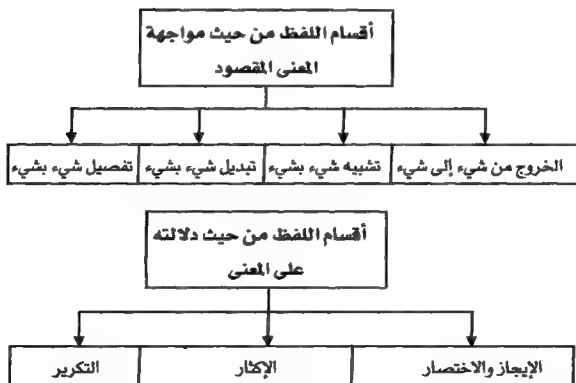 أقسام اللفظ من حيث مواجهة
المعنى المقصود
الخروج من شيء إلى شيء
تشبيه شيء بشيء
تبديل شيء بشيء
تفصيل شيء بشيء
أقسام اللفظ من حيث دلالته
على المعنى
الإيجاز والاختصار
الإكثار
التكرير